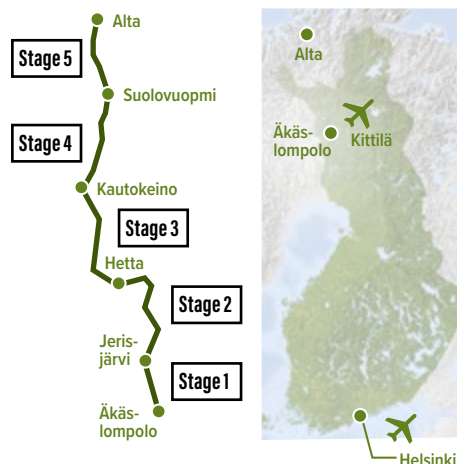 Alta
Stage 5
Suolovuopmi
Stage 4
Kautokeino
Stage 3
Hetta
Stage 2
Jeris-
järvi
Stage 1
Äkäs-
lompolo
Alta
Äkäs-
lompolo
Kittilä
Helsinki